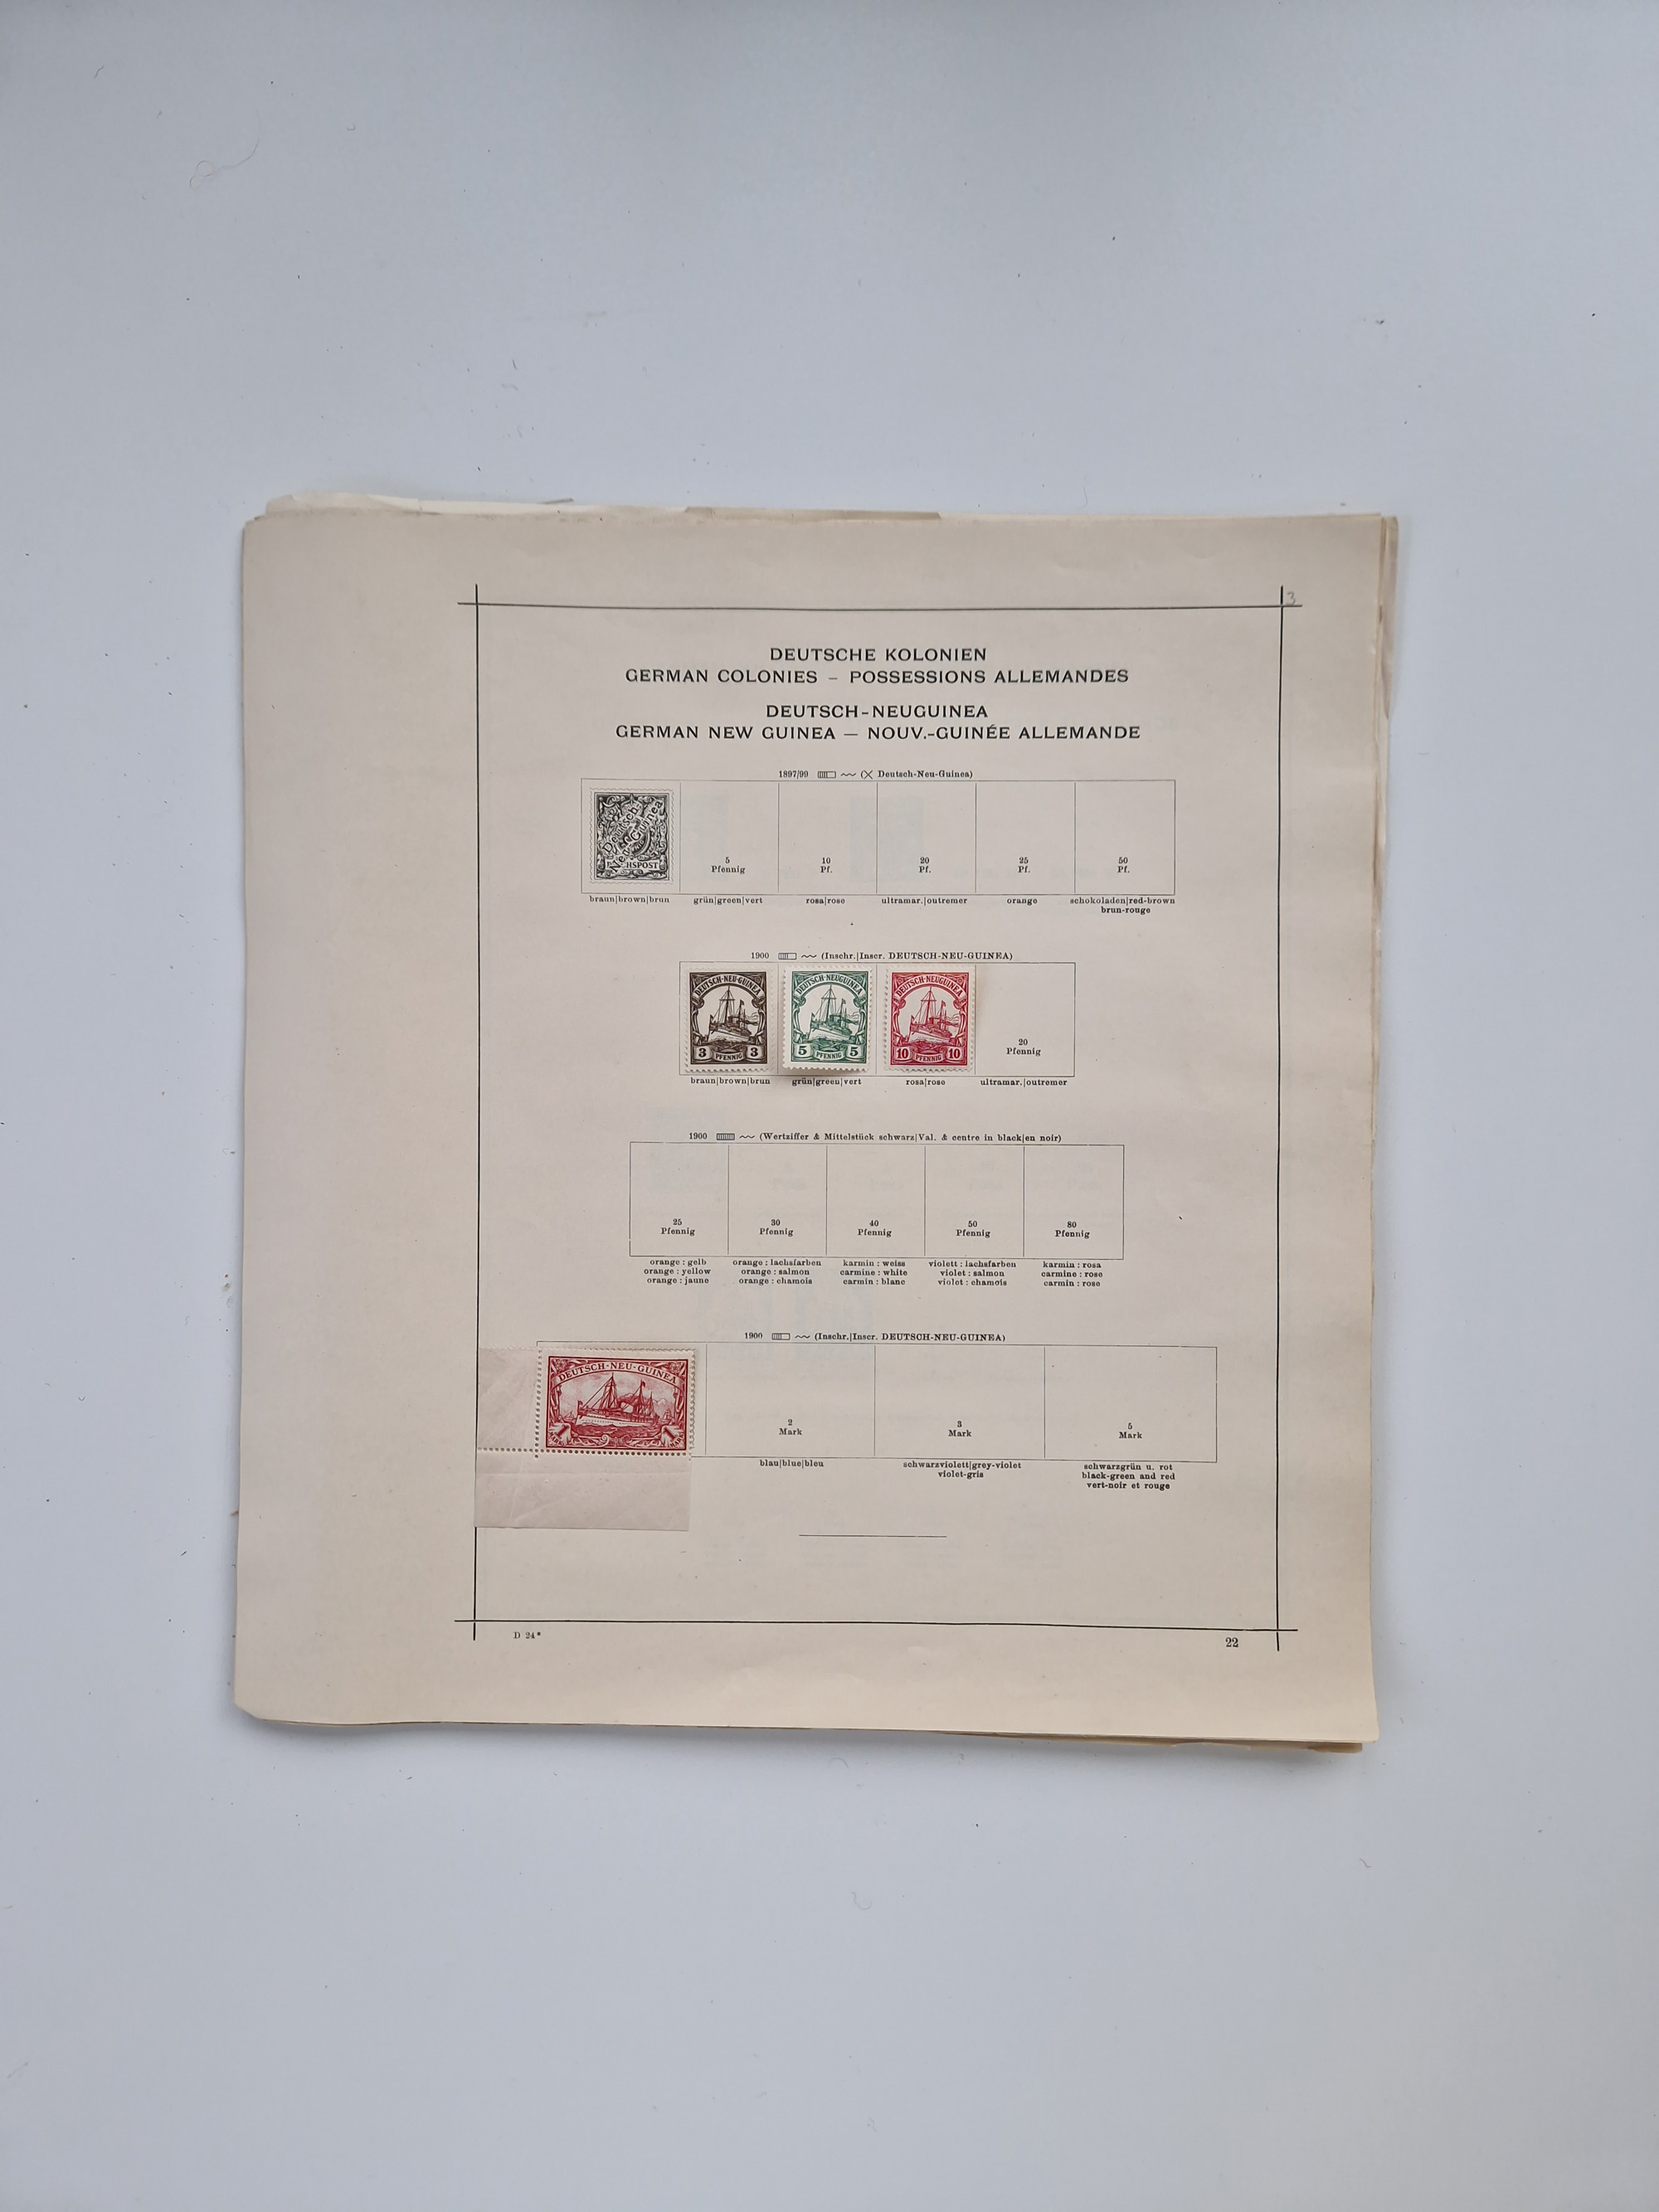 3
DEUTSCHE KOLONIEN
GERMAN COLONIES – POSSESSIONS ALLEMANDES
DEUTSCH-NEUGUINEA
GERMAN NEW GUINEA — NOUV.-GUINÉE ALLEMANDE
1897/99 (Deutsch-Neu-Guinea)
Deutsch-
Neu-Guinea
HSPOST
5 10 20 25 50
Pfennig Pf. Pf. Pf. Pf.
braun|brown|brun grün|green|vert rosa|rose ultramar.|outremer orange schokoladen|red-brown
brun-rouge
1900 (Inschr.|Inscr. DEUTSCH-NEU-GUINEA)
DEUTSCH-NEU-GUINEA DEUTSCH-NEUGUINEA DEUTSCH-NEUGUINEA
20
Pfennig
3 PFENNIG 3 5 PFENNIG 5 10 PFENNIG 10
braun|brown|brun grün|green|vert rosa|rose ultramar.|outremer
1900 (Wertziffer & Mittelstück schwarz|Val. & centre in black|en noir)
25 30 40 50 80
Pfennig Pfennig Pfennig Pfennig Pfennig
orange : gelb orange : lachsfarben karmin : weiss violett : lachsfarben karmin : rosa
orange : yellow orange : salmon carmine : white violet : salmon carmine : rose
orange : jaune orange : chamois carmin : blanc violet : chamois carmin : rose
1900 (Inschr.|Inscr. DEUTSCH-NEU-GUINEA)
DEUTSCH-NEU-GUINEA
1 MARK 1 MARK
2 3 5
Mark Mark Mark
blau|blue|bleu schwarzviolett|grey-violet schwarzgrün u. rot
violet-gris black-green and red
vert-noir et rouge
D 24* 22